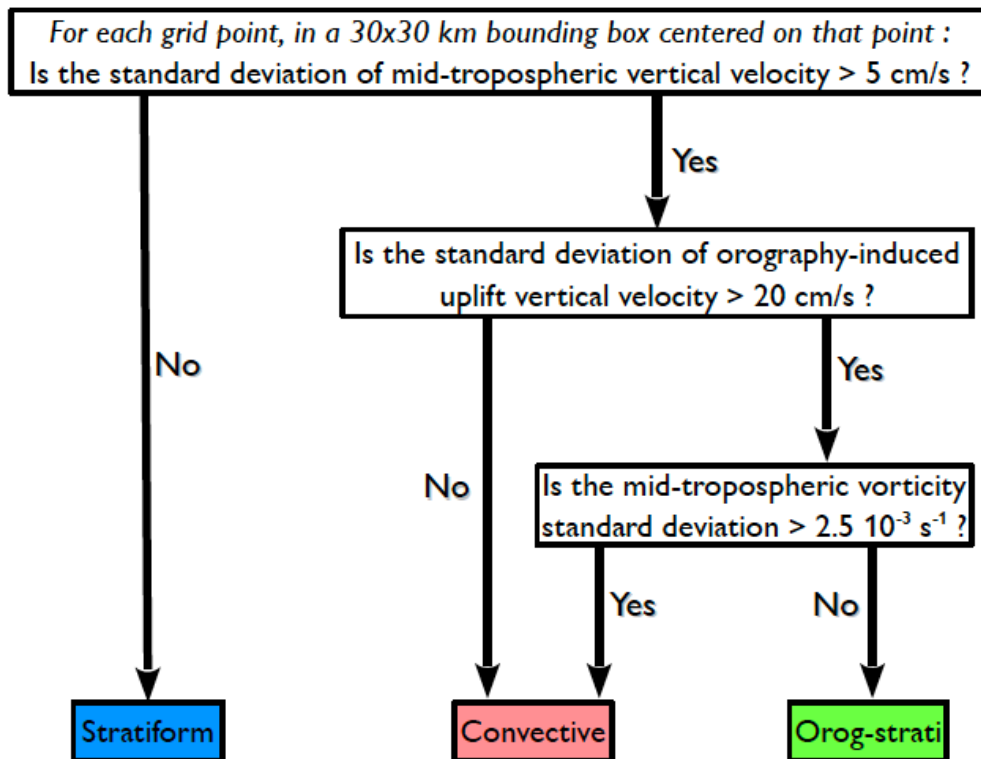 For each grid point, in a 30x30 km bounding box centered on that point :
Is the standard deviation of mid-tropospheric vertical velocity > 5 cm/s ?
Yes
Is the standard deviation of orography-induced
uplift vertical velocity > 20 cm/s ?
No
Yes
No
Is the mid-tropospheric vorticity
standard deviation > 2.5 10⁻³ s⁻¹ ?
Yes
No
Stratiform
Convective
Orog-strati